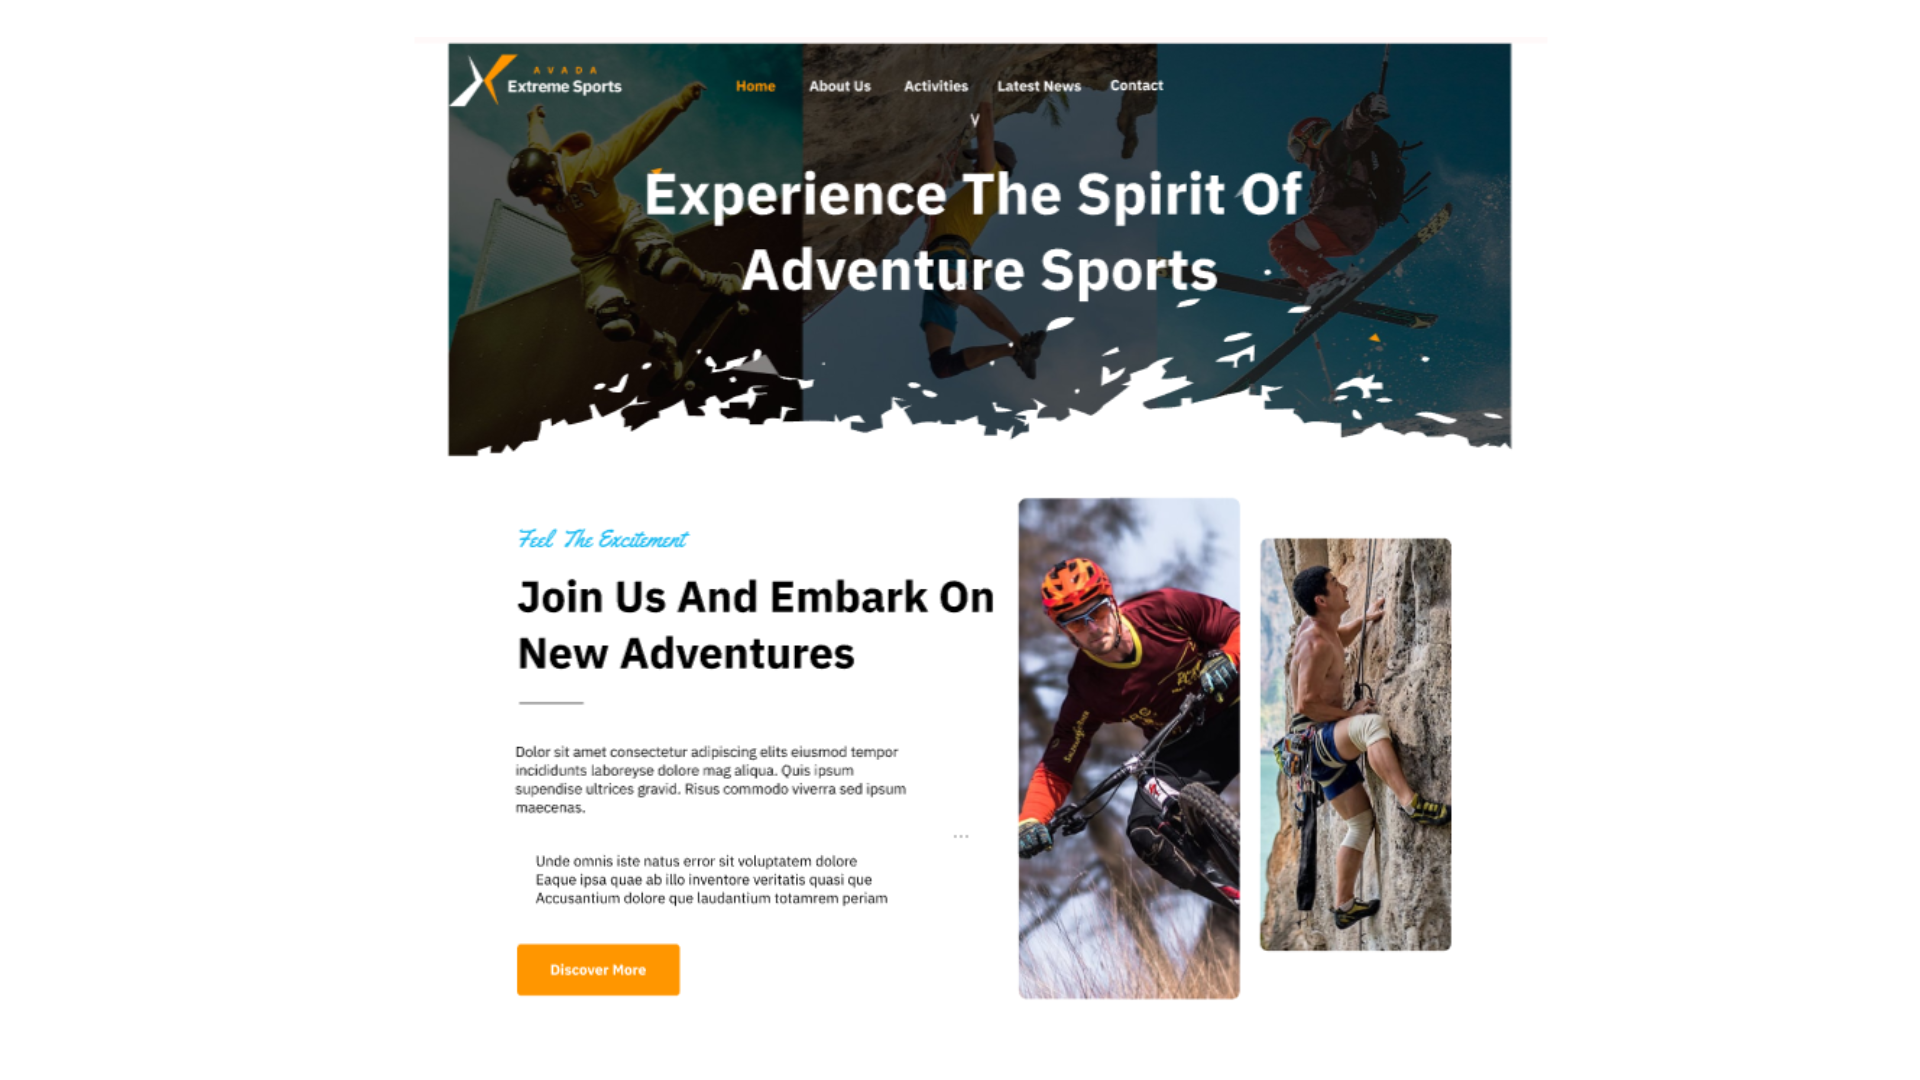 AVADA
Extreme Sports
Home About Us Activities Latest News Contact
Experience The Spirit Of
Adventure Sports
Feel The Excitement
Join Us And Embark On
New Adventures
Dolor sit amet consectetur adipiscing elits eiusmod tempor
incididunts laboreyse dolore mag aliqua. Quis ipsum
supendise ultrices gravid. Risus commodo viverra sed ipsum
maecenas.
...
Unde omnis iste natus error sit voluptatem dolore
Eaque ipsa quae ab illo inventore veritatis quasi que
Accusantium dolore que laudantium totamrem periam
Discover More